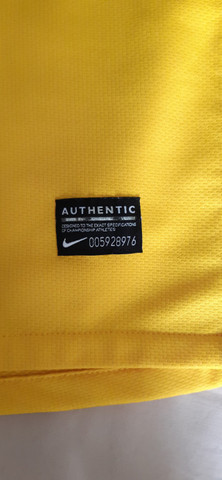 AUTHENTIC
DESIGNED TO THE EXACT SPECIFICATIONS
OF CHAMPIONSHIP ATHLETES
005928976